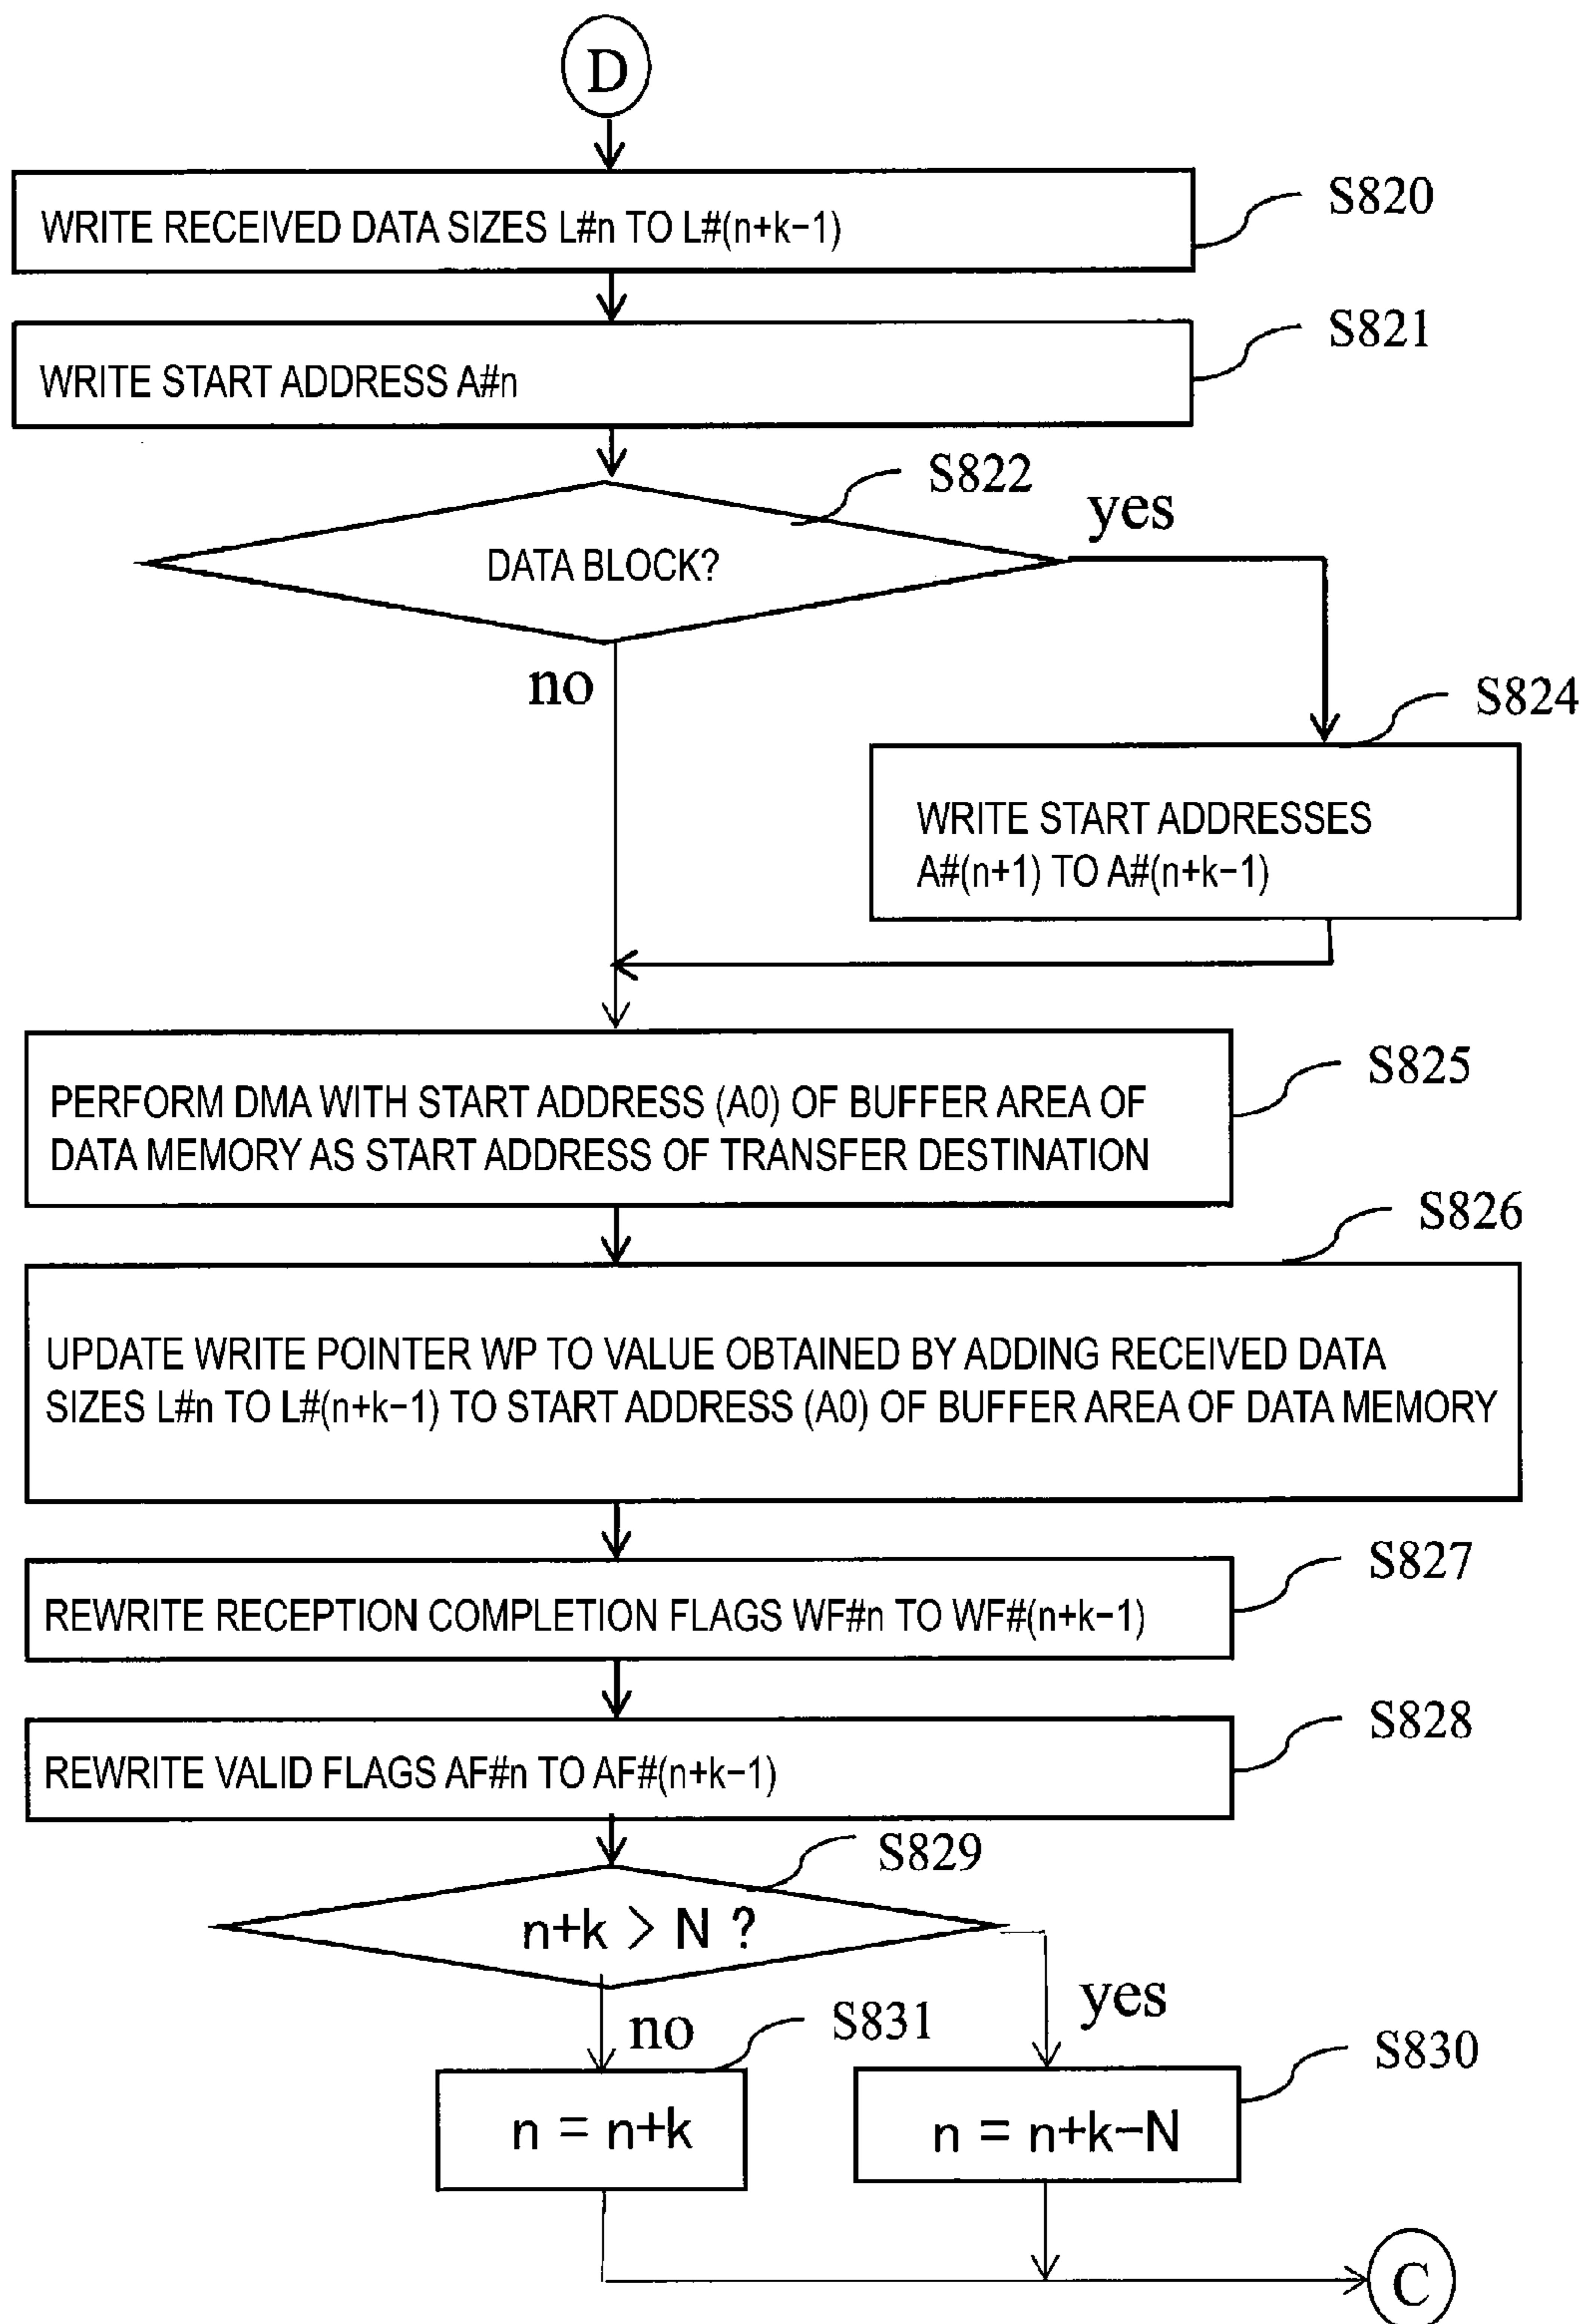 D
WRITE RECEIVED DATA SIZES L#n TO L#(n+k−1)
S820
WRITE START ADDRESS A#n
S821
DATA BLOCK?
S822
yes
no
WRITE START ADDRESSES
A#(n+1) TO A#(n+k−1)
S824
PERFORM DMA WITH START ADDRESS (A0) OF BUFFER AREA OF
DATA MEMORY AS START ADDRESS OF TRANSFER DESTINATION
S825
UPDATE WRITE POINTER WP TO VALUE OBTAINED BY ADDING RECEIVED DATA
SIZES L#n TO L#(n+k−1) TO START ADDRESS (A0) OF BUFFER AREA OF DATA MEMORY
S826
REWRITE RECEPTION COMPLETION FLAGS WF#n TO WF#(n+k−1)
S827
REWRITE VALID FLAGS AF#n TO AF#(n+k−1)
S828
n+k > N ?
S829
no
yes
n = n+k
S831
n = n+k−N
S830
C